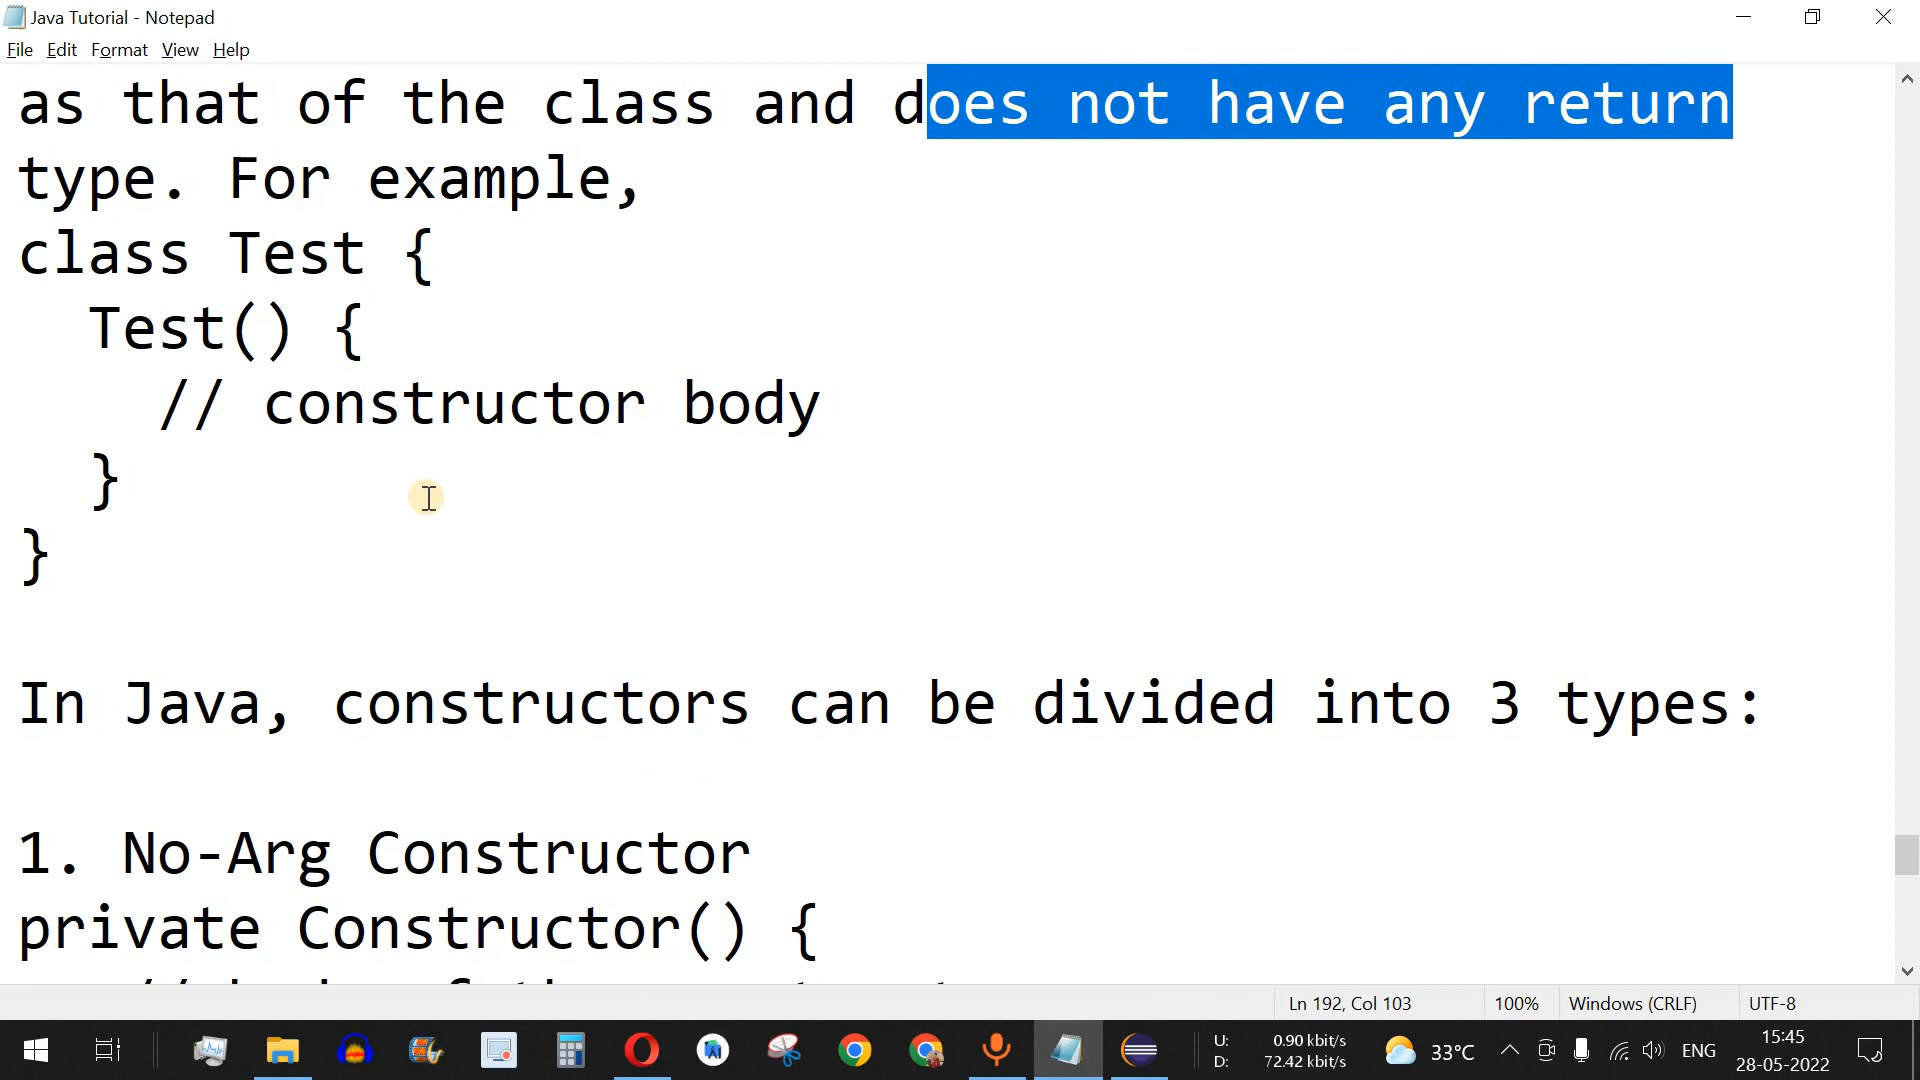 Java Tutorial - Notepad
File Edit Format View Help
as that of the class and does not have any return
type. For example,
class Test {
Test() {
// constructor body
}
}
In Java, constructors can be divided into 3 types:
1. No-Arg Constructor
private Constructor() {
Ln 192, Col 103 100% Windows (CRLF) UTF-8
U: 0.90 kbit/s
D: 72.42 kbit/s
33°C
ENG
15:45
28-05-2022